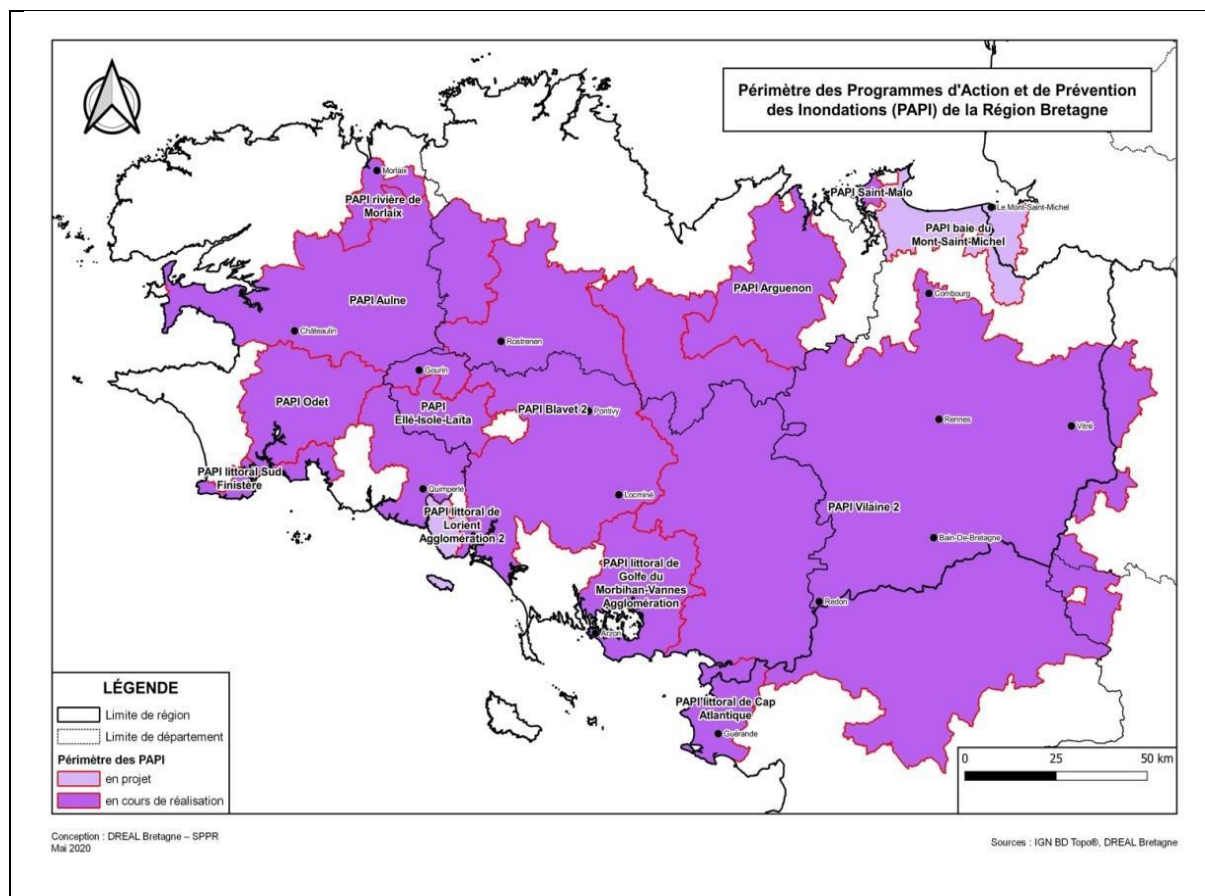 Périmètre des Programmes d'Action et de Prévention
des Inondations (PAPI) de la Région Bretagne
Morlaix
PAPI rivière de
Morlaix
PAPI Saint-Malo
Le Mont-Saint-Michel
PAPI baie du
Mont-Saint-Michel
PAPI Aulne
PAPI Arguenon
Combourg
Châteaulin
Rostrenen
Gourin
PAPI Odet
PAPI
Ellé-Isole-Laïta
PAPI Blavet 2
Pontivy
Rennes
Vitré
PAPI littoral Sud
Finistère
Quimperlé
Locminé
PAPI littoral de
Lorient
Agglomération 2
PAPI Vilaine 2
Bain-De-Bretagne
PAPI littoral de
Golfe du
Morbihan-Vannes
Agglomération
Redon
Arzon
PAPI littoral de Cap
Atlantique
Guérande
LÉGENDE
Limite de région
Limite de département
Périmètre des PAPI
en projet
en cours de réalisation
0 25 50 km
Conception : DREAL Bretagne – SPPR
Mai 2020
Sources : IGN BD Topo®, DREAL Bretagne